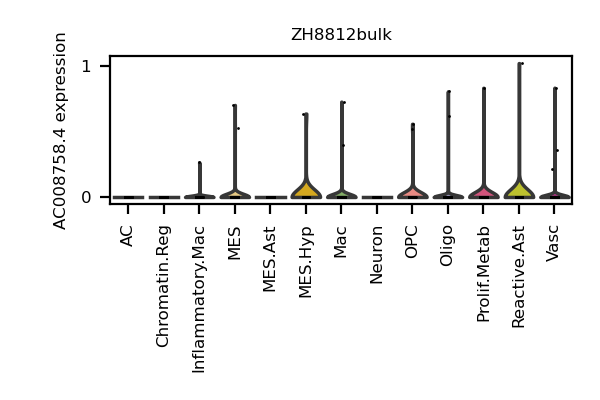 ZH8812bulk
AC008758.4 expression
1
0
AC
Chromatin.Reg
Inflammatory.Mac
MES
MES.Ast
MES.Hyp
Mac
Neuron
OPC
Oligo
Prolif.Metab
Reactive.Ast
Vasc